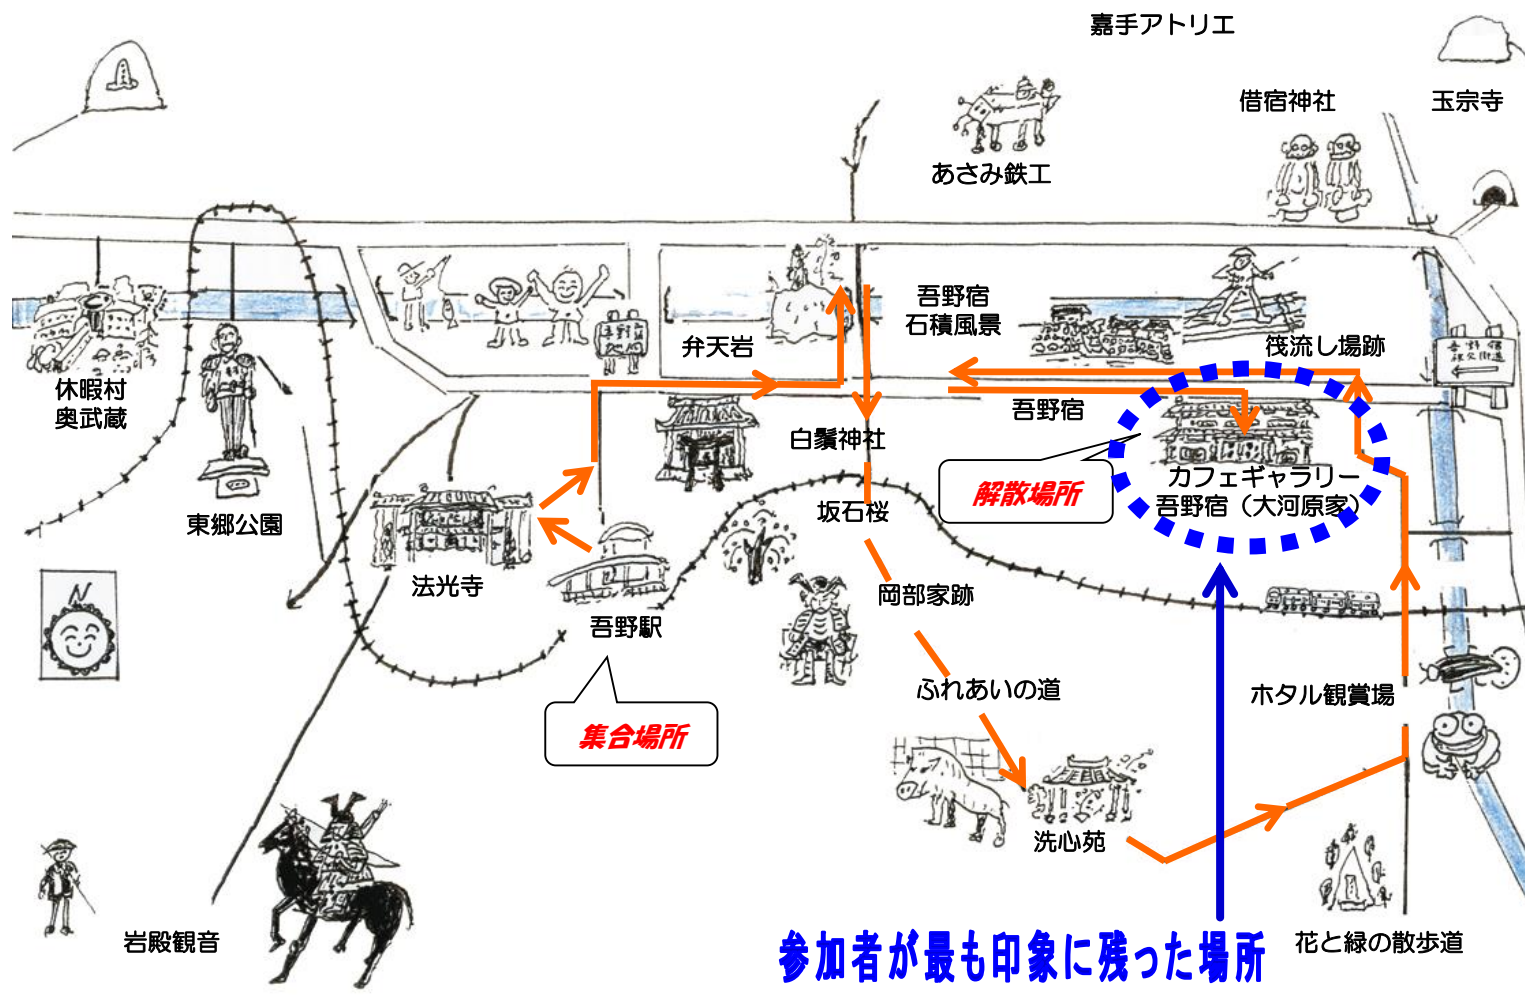 嘉手アトリエ
借宿神社
玉宗寺
あさみ鉄工
吾野宿
石積風景
筏流し場跡
弁天岩
休暇村
奥武蔵
吾野宿
白鬚神社
カフェギャラリー
吾野宿（大河原家）
解散場所
坂石桜
東郷公園
法光寺
岡部家跡
吾野駅
N
ふれあいの道
ホタル観賞場
集合場所
洗心苑
岩殿観音
参加者が最も印象に残った場所
花と緑の散歩道